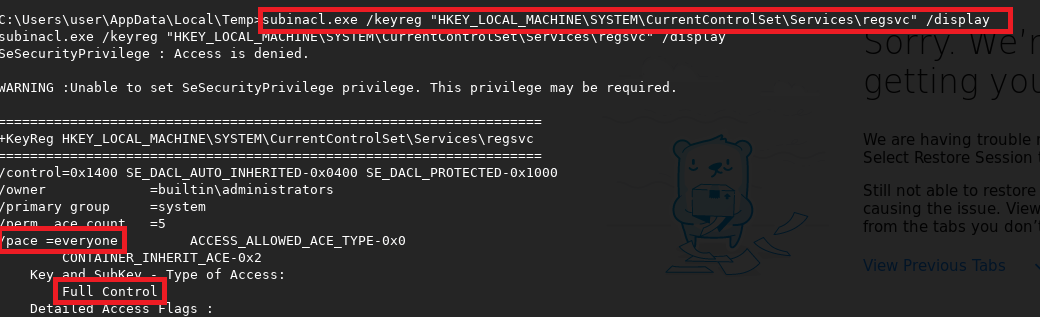 C:\Users\user\AppData\Local\Temp>subinacl.exe /keyreg "HKEY_LOCAL_MACHINE\SYSTEM\CurrentControlSet\Services\regsvc" /display
subinacl.exe /keyreg "HKEY_LOCAL_MACHINE\SYSTEM\CurrentControlSet\Services\regsvc" /display
SeSecurityPrivilege : Access is denied.
WARNING :Unable to set SeSecurityPrivilege privilege. This privilege may be required.
====================================================================
+KeyReg HKEY_LOCAL_MACHINE\SYSTEM\CurrentControlSet\Services\regsvc
====================================================================
/control=0x1400 SE_DACL_AUTO_INHERITED-0x0400 SE_DACL_PROTECTED-0x1000
/owner =builtin\administrators
/primary group =system
/perm. ace count =5
/pace =everyone ACCESS_ALLOWED_ACE_TYPE-0x0
CONTAINER_INHERIT_ACE-0x2
Key and SubKey - Type of Access:
Full Control
Detailed Access Flags :
Sorry. We're
getting you
We are having trouble
Select Restore Session
Still not able to restore
causing the issue. View
from the tabs you don't
View Previous Tabs